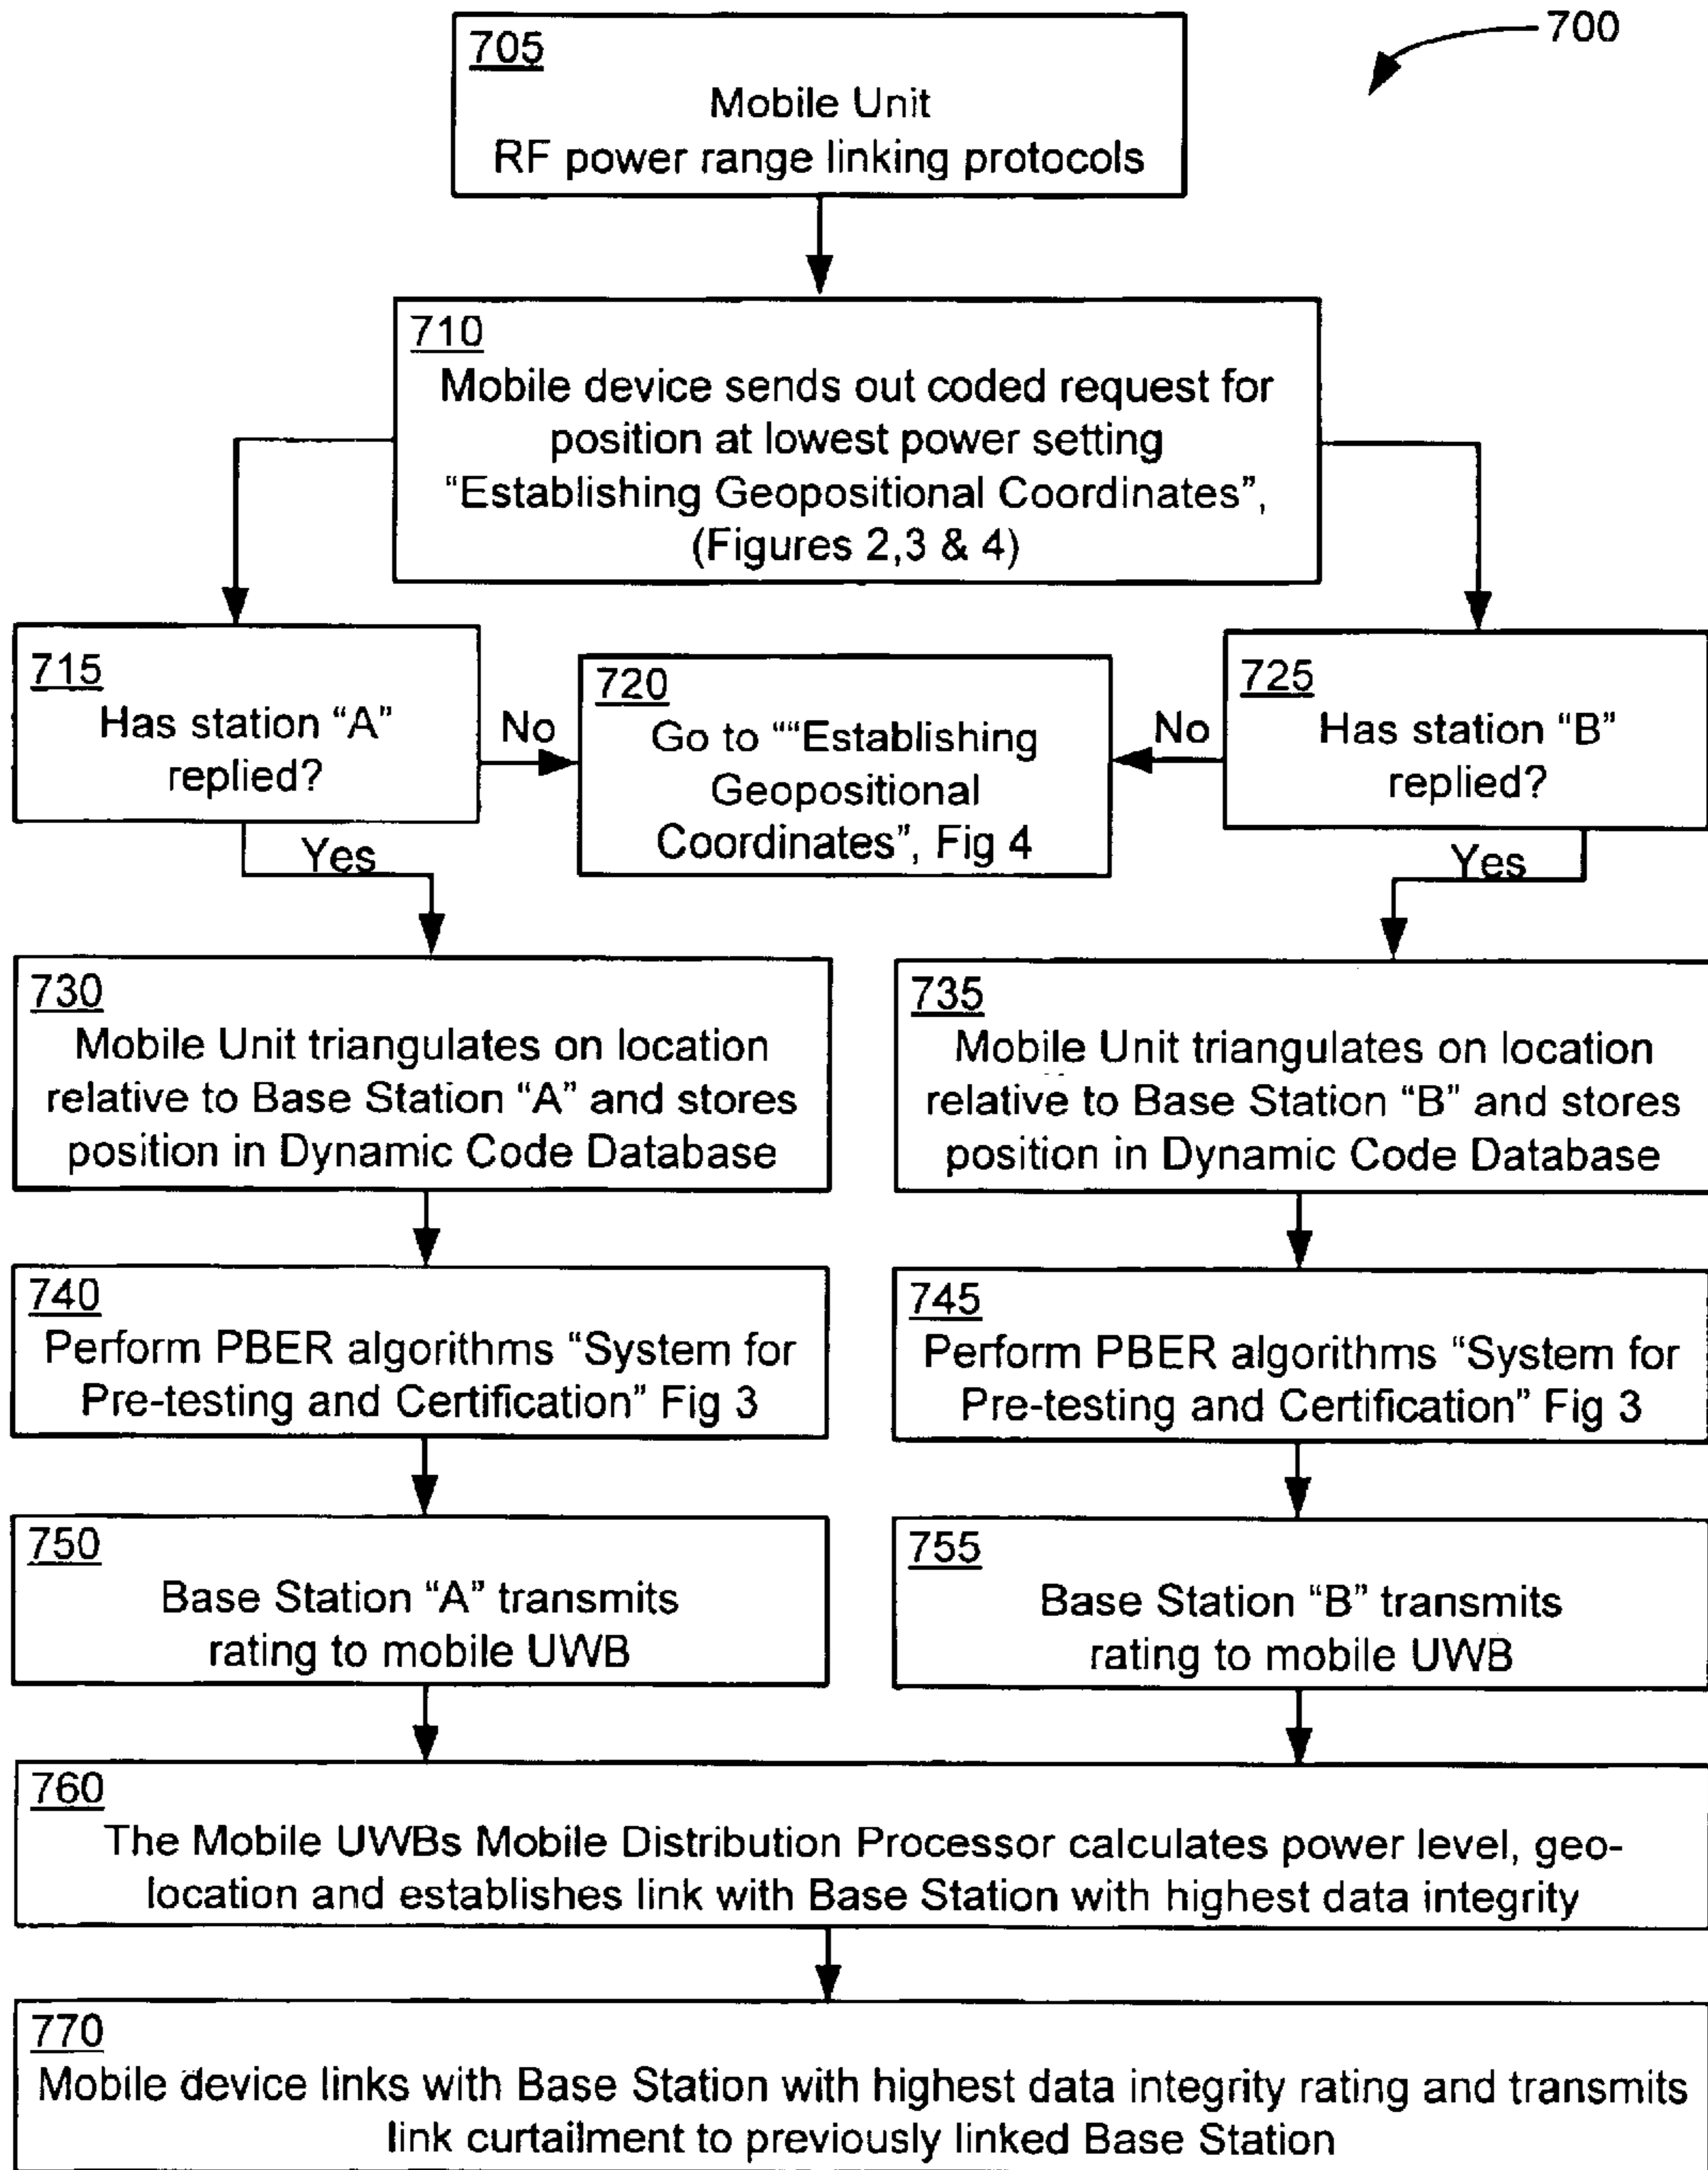 700
705
Mobile Unit
RF power range linking protocols
710
Mobile device sends out coded request for
position at lowest power setting
“Establishing Geopositional Coordinates”,
(Figures 2,3 & 4)
715
Has station “A”
replied?
No
Yes
720
Go to ““Establishing
Geopositional
Coordinates”, Fig 4
725
Has station “B”
replied?
No
Yes
730
Mobile Unit triangulates on location
relative to Base Station “A” and stores
position in Dynamic Code Database
735
Mobile Unit triangulates on location
relative to Base Station “B” and stores
position in Dynamic Code Database
740
Perform PBER algorithms “System for
Pre-testing and Certification” Fig 3
745
Perform PBER algorithms “System for
Pre-testing and Certification” Fig 3
750
Base Station “A” transmits
rating to mobile UWB
755
Base Station “B” transmits
rating to mobile UWB
760
The Mobile UWBs Mobile Distribution Processor calculates power level, geo-
location and establishes link with Base Station with highest data integrity
770
Mobile device links with Base Station with highest data integrity rating and transmits
link curtailment to previously linked Base Station